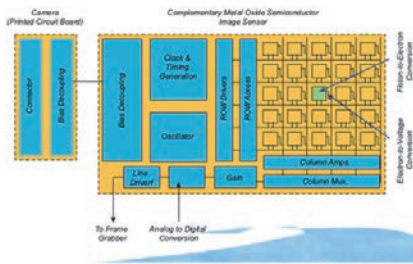 Camera
(Printed Circuit Board)
Complementary Metal Oxide Semiconductor
Image Sensor
Connector
Bias Decoupling
Bias Decoupling
Clock &
Timing
Generation
Oscillator
ROW Drivers
ROW Access
Line
Driver
Gain
Column Amps.
Column Mux.
To Frame
Grabber
Analog to Digital
Conversion
Photon-to-Electron
Conversion
Electron-to-Voltage
Conversion